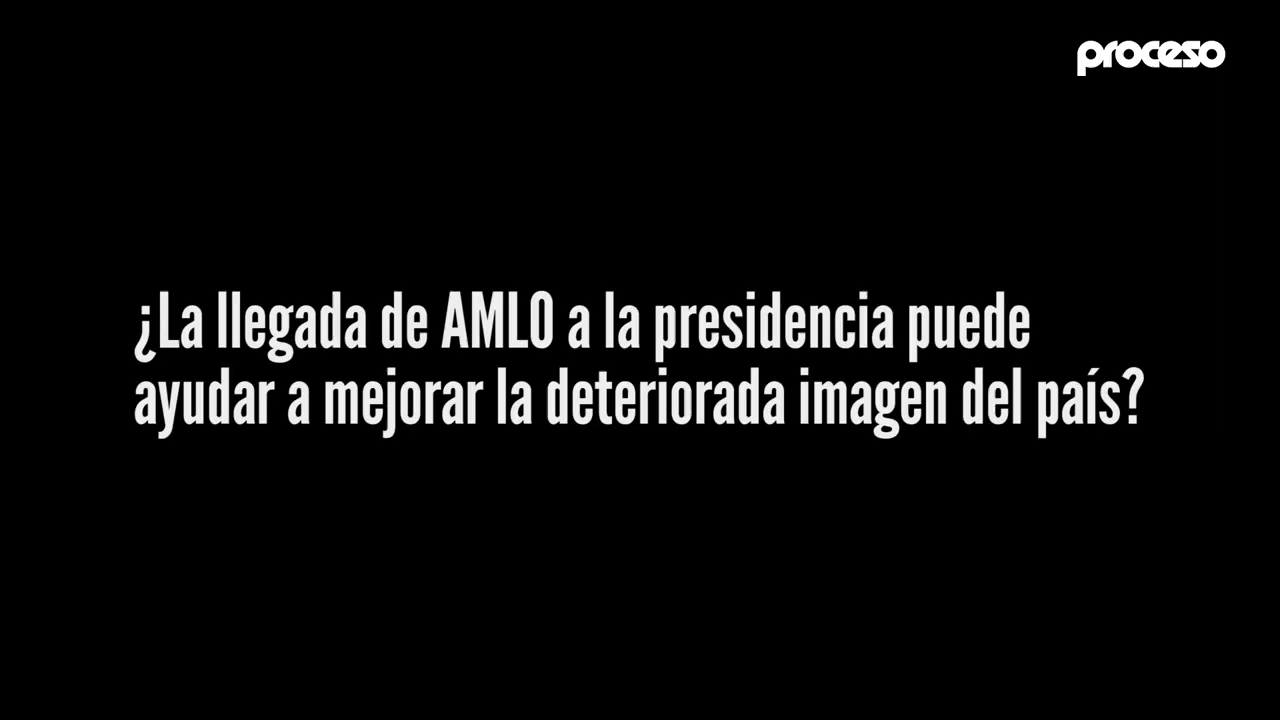 proceso
¿La llegada de AMLO a la presidencia puede
ayudar a mejorar la deteriorada imagen del país?